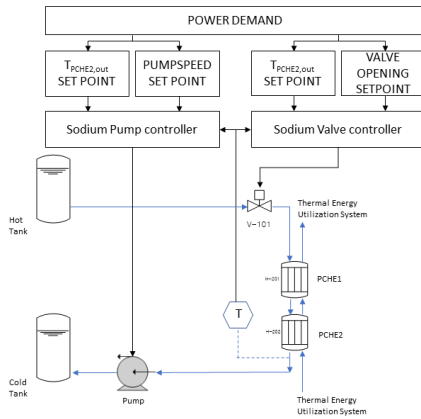 POWER DEMAND
TPCHE2,out
SET POINT
PUMPSPEED
SET POINT
TPCHE2,out
SET POINT
VALVE
OPENING
SETPOINT
Sodium Pump controller
Sodium Valve controller
Hot
Tank
V-101
Thermal Energy
Utilization System
H-201
PCHE1
T
H-202
PCHE2
Cold
Tank
Pump
Thermal Energy
Utilization System